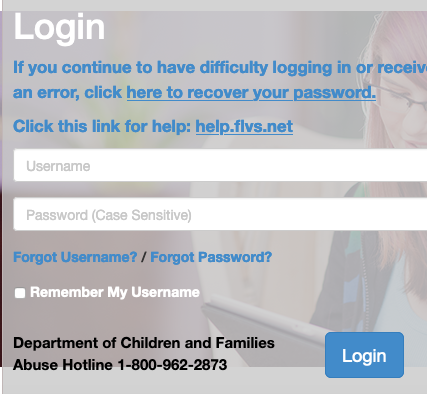 Login
If you continue to have difficulty logging in or receive
an error, click here to recover your password.
Click this link for help: help.flvs.net
Username
Password (Case Sensitive)
Forgot Username? / Forgot Password?
Remember My Username
Department of Children and Families
Abuse Hotline 1-800-962-2873
Login